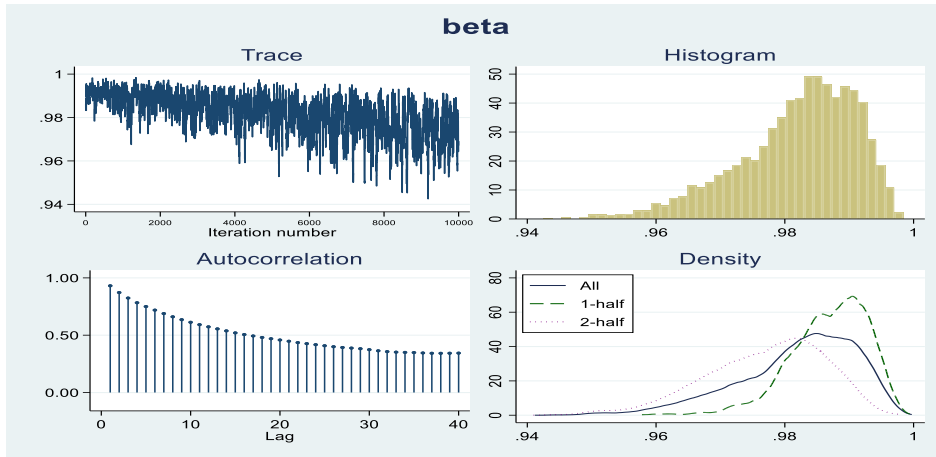 beta
Trace
1
.98
.96
.94
0 2000 4000 6000 8000 10000
Iteration number
Histogram
50
40
30
20
10
0
.94 .96 .98 1
Autocorrelation
1.00
0.50
0.00
0 10 20 30 40
Lag
Density
80
60
40
20
0
All
1-half
2-half
.94 .96 .98 1